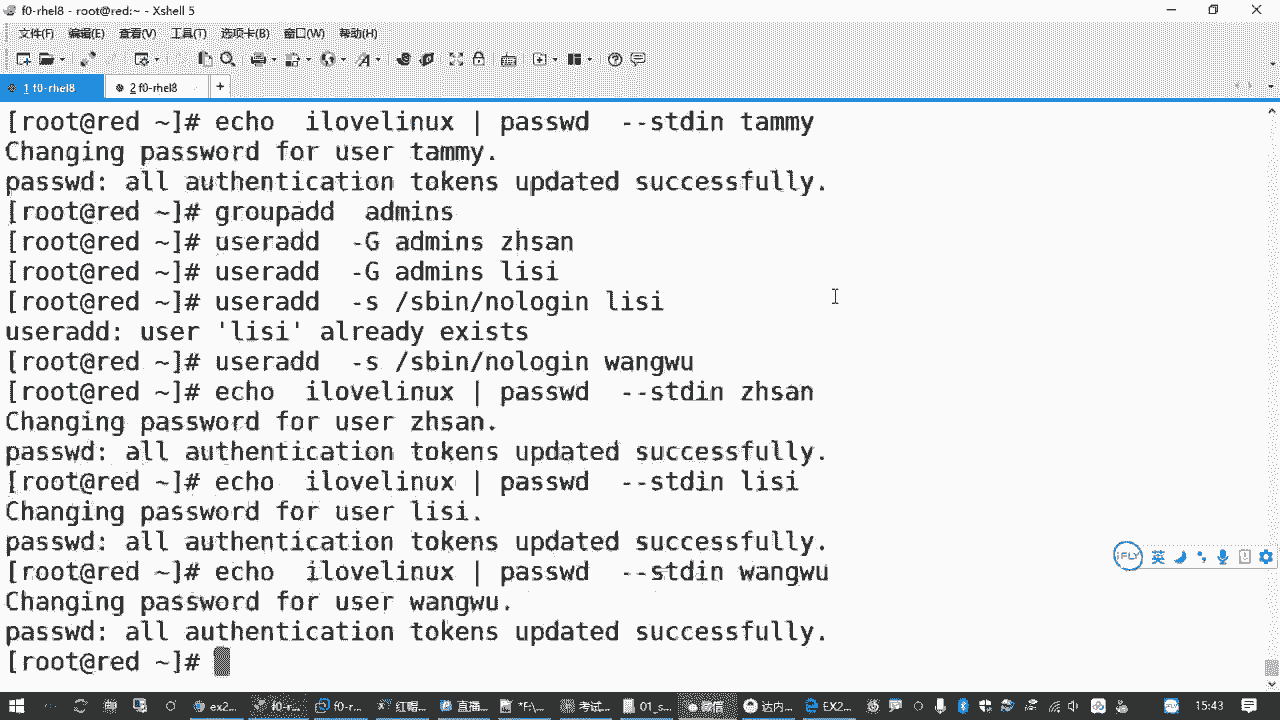 f0-rhel8 - root@red:~ - Xshell 5
文件(F) 编辑(E) 查看(V) 工具(T) 选项卡(B) 窗口(W) 帮助(H)
1 f0-rhel8 2 f0-rhel8 +
[root@red ~]# echo  ilovelinux | passwd  --stdin tammy
Changing password for user tammy.
passwd: all authentication tokens updated successfully.
[root@red ~]# groupadd  admins
[root@red ~]# useradd  -G admins zhsan
[root@red ~]# useradd  -G admins lisi
[root@red ~]# useradd  -s /sbin/nologin lisi
useradd: user 'lisi' already exists
[root@red ~]# useradd  -s /sbin/nologin wangwu
[root@red ~]# echo  ilovelinux | passwd  --stdin zhsan
Changing password for user zhsan.
passwd: all authentication tokens updated successfully.
[root@red ~]# echo  ilovelinux | passwd  --stdin lisi
Changing password for user lisi.
passwd: all authentication tokens updated successfully.
[root@red ~]# echo  ilovelinux | passwd  --stdin wangwu
Changing password for user wangwu.
passwd: all authentication tokens updated successfully.
[root@red ~]#
iFLY 英
ex2... f0-r... f0-r... 红帽... 直播... *E:\... 考试... 01_s... 微信 达内... EX2... 15:43